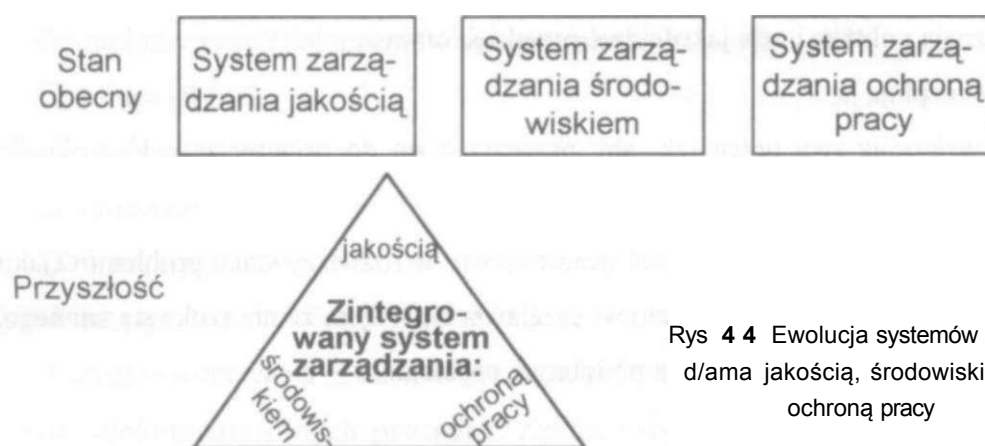 Stan
obecny
System zarzą-
dzania jakością
System zarzą-
dzania środo-
wiskiem
System zarzą-
dzania ochroną
pracy
Przyszłość
jakością
Zintegro-
wany system
zarządzania:
środowis-
kiem
ochroną
pracy
Rys 4 4 Ewolucja systemów
d/ama jakością, środowiski
ochroną pracy